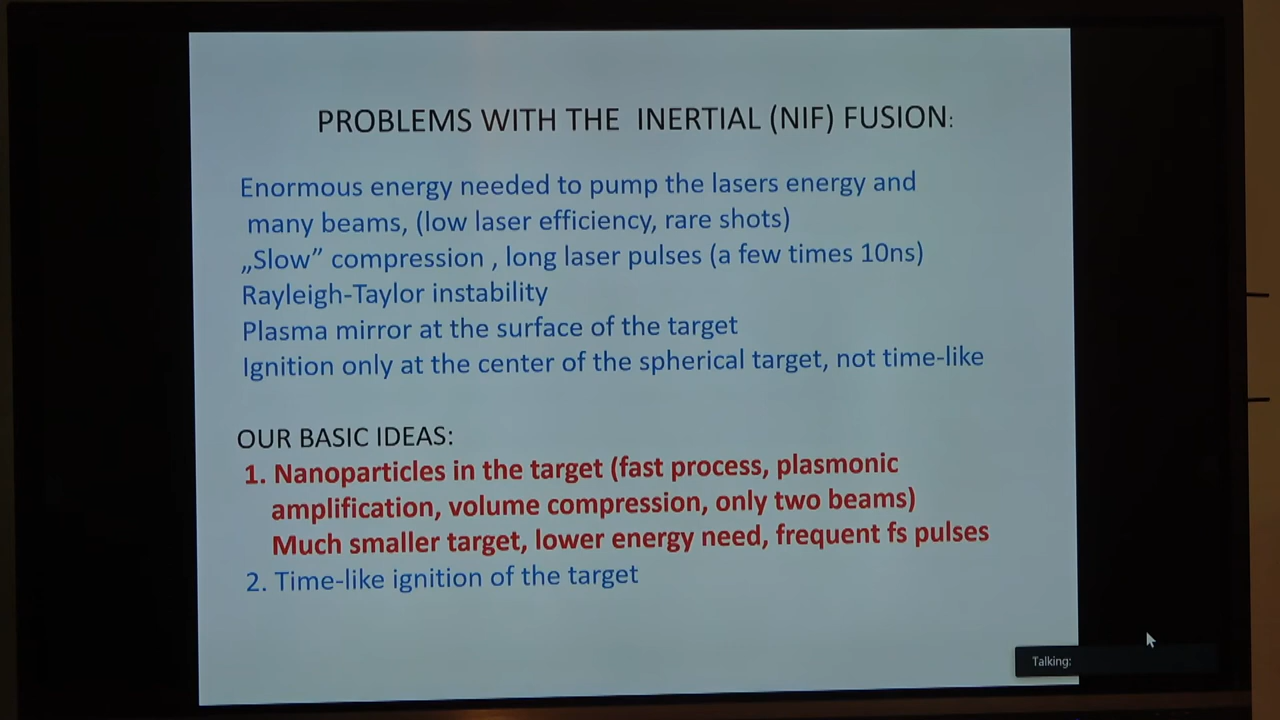 PROBLEMS WITH THE INERTIAL (NIF) FUSION:
Enormous energy needed to pump the lasers energy and
many beams, (low laser efficiency, rare shots)
„Slow” compression , long laser pulses (a few times 10ns)
Rayleigh-Taylor instability
Plasma mirror at the surface of the target
Ignition only at the center of the spherical target, not time-like
OUR BASIC IDEAS:
1. Nanoparticles in the target (fast process, plasmonic
amplification, volume compression, only two beams)
Much smaller target, lower energy need, frequent fs pulses
2. Time-like ignition of the target
Talking: